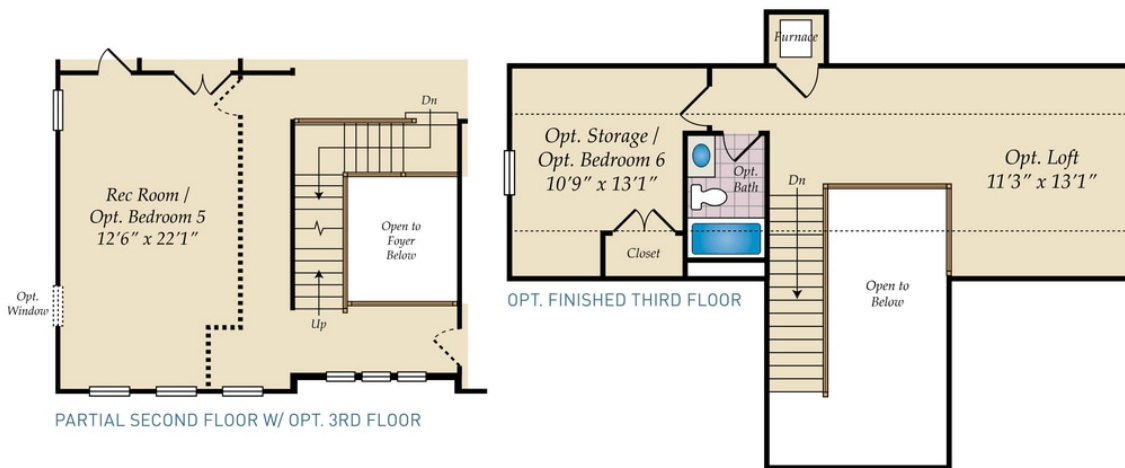 Dn
Rec Room /
Opt. Bedroom 5
12'6" x 22'1"
Open to
Foyer
Below
Opt.
Window
Up
PARTIAL SECOND FLOOR W/ OPT. 3RD FLOOR
Furnace
Opt. Storage /
Opt. Bedroom 6
10'9" x 13'1"
Opt.
Bath
Dn
Opt. Loft
11'3" x 13'1"
Closet
Open to
Below
OPT. FINISHED THIRD FLOOR